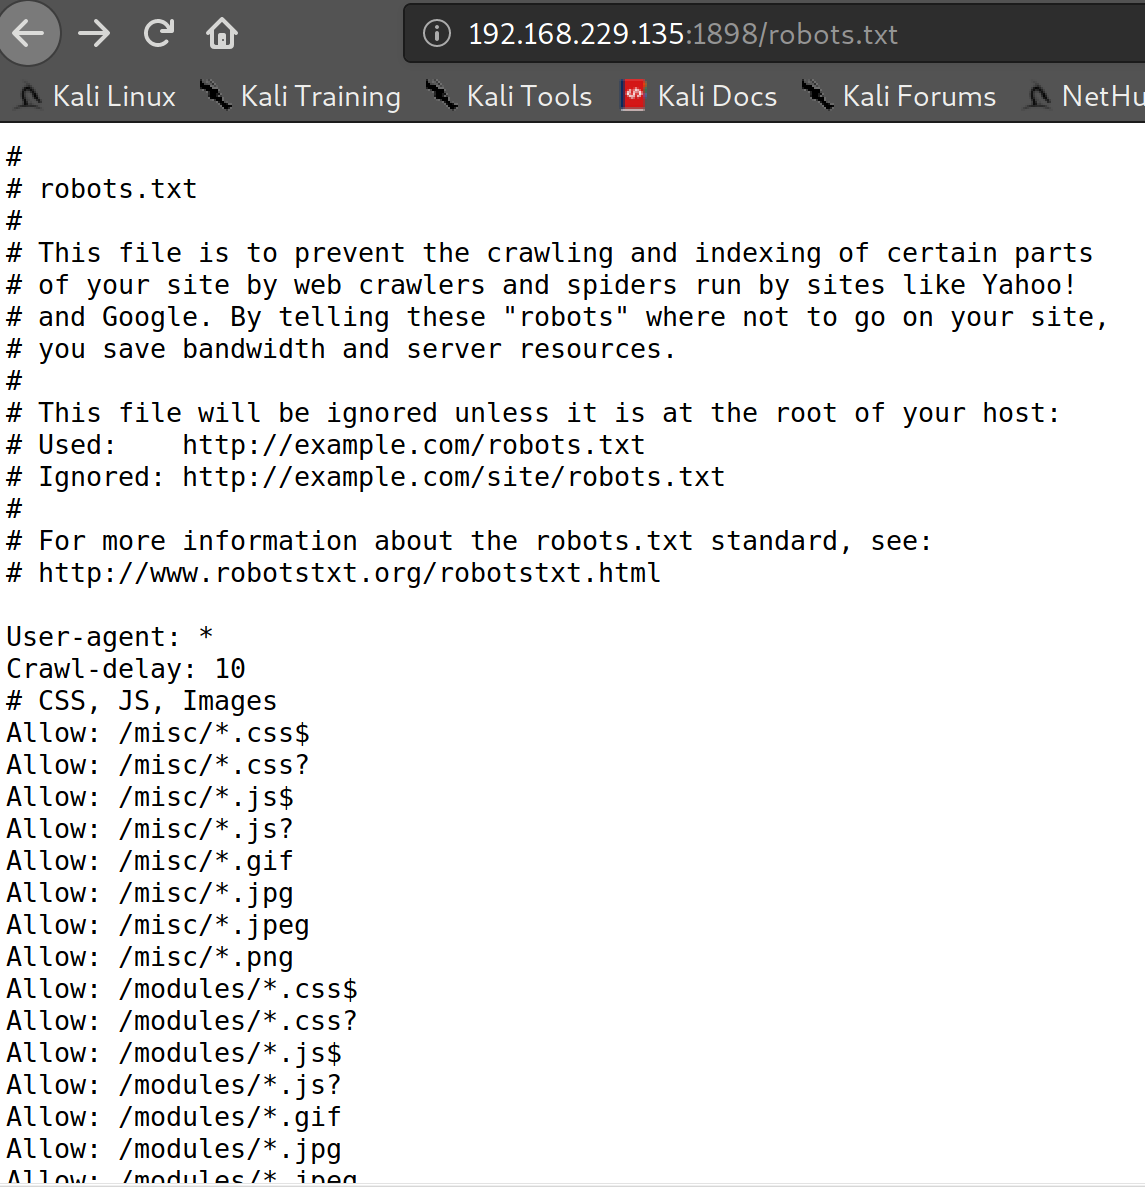 192.168.229.135:1898/robots.txt
Kali Linux Kali Training Kali Tools Kali Docs Kali Forums NetHu
#
# robots.txt
#
# This file is to prevent the crawling and indexing of certain parts
# of your site by web crawlers and spiders run by sites like Yahoo!
# and Google. By telling these "robots" where not to go on your site,
# you save bandwidth and server resources.
#
# This file will be ignored unless it is at the root of your host:
# Used:    http://example.com/robots.txt
# Ignored: http://example.com/site/robots.txt
#
# For more information about the robots.txt standard, see:
# http://www.robotstxt.org/robotstxt.html

User-agent: *
Crawl-delay: 10
# CSS, JS, Images
Allow: /misc/*.css$
Allow: /misc/*.css?
Allow: /misc/*.js$
Allow: /misc/*.js?
Allow: /misc/*.gif
Allow: /misc/*.jpg
Allow: /misc/*.jpeg
Allow: /misc/*.png
Allow: /modules/*.css$
Allow: /modules/*.css?
Allow: /modules/*.js$
Allow: /modules/*.js?
Allow: /modules/*.gif
Allow: /modules/*.jpg
Allow: /modules/*.jpeg